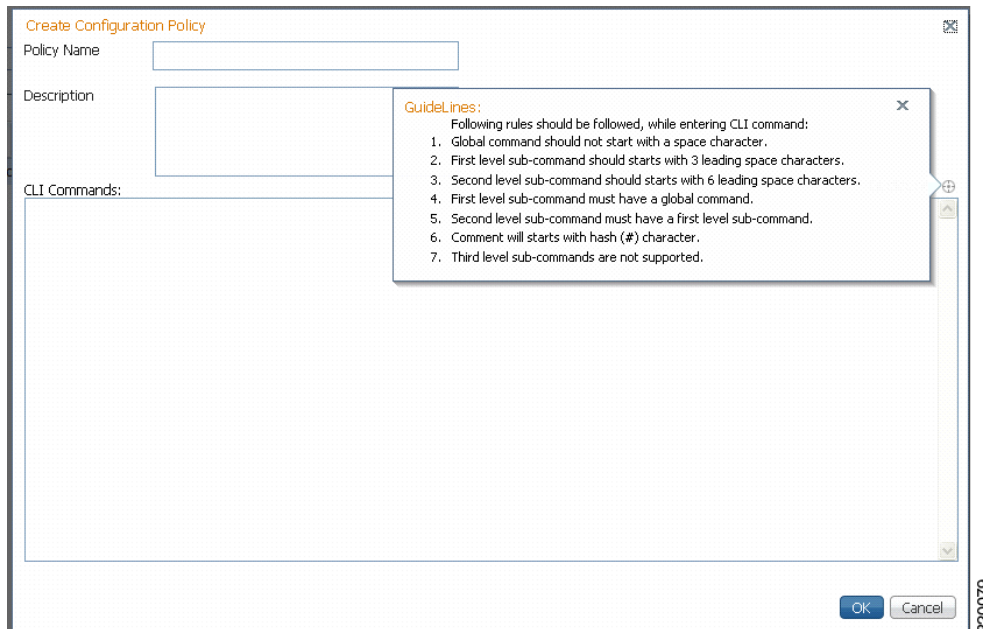 Create Configuration Policy
Policy Name
Description
GuideLines:
Following rules should be followed, while entering CLI command:
1. Global command should not start with a space character.
2. First level sub-command should starts with 3 leading space characters.
3. Second level sub-command should starts with 6 leading space characters.
4. First level sub-command must have a global command.
5. Second level sub-command must have a first level sub-command.
6. Comment will starts with hash (#) character.
7. Third level sub-commands are not supported.
CLI Commands:
OK
Cancel